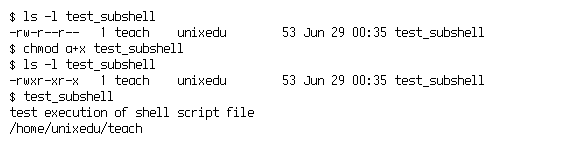 $ ls -l test_subshell
-rw-r--r-- 1 teach unixedu 53 Jun 29 00:35 test_subshell
$ chmod a+x test_subshell
$ ls -l test_subshell
-rwxr-xr-x 1 teach unixedu 53 Jun 29 00:35 test_subshell
$ test_subshell
test execution of shell script file
/home/unixedu/teach